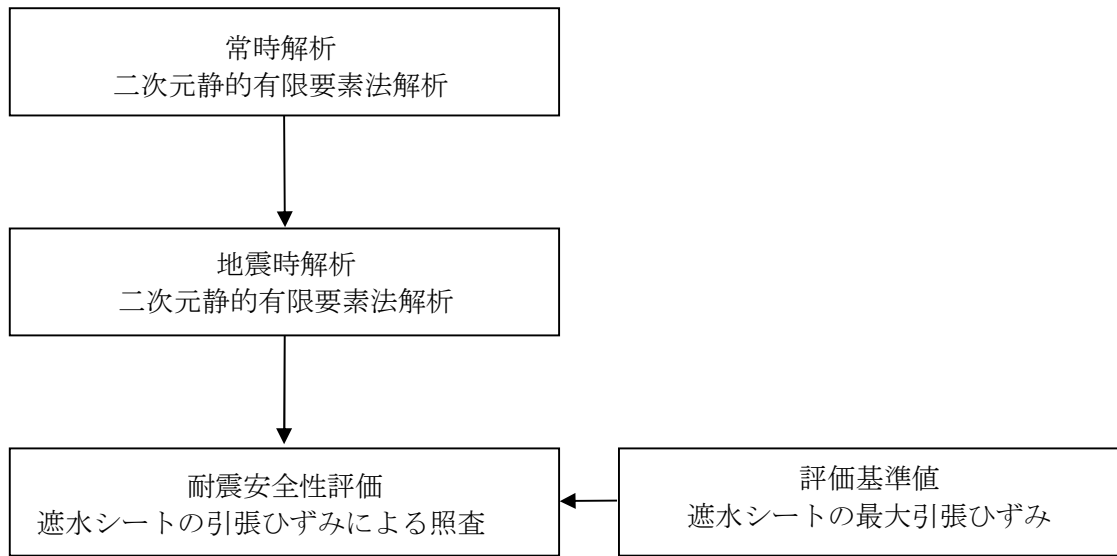 常時解析
二次元静的有限要素法解析
地震時解析
二次元静的有限要素法解析
耐震安全性評価
遮水シートの引張ひずみによる照査
評価基準値
遮水シートの最大引張ひずみ